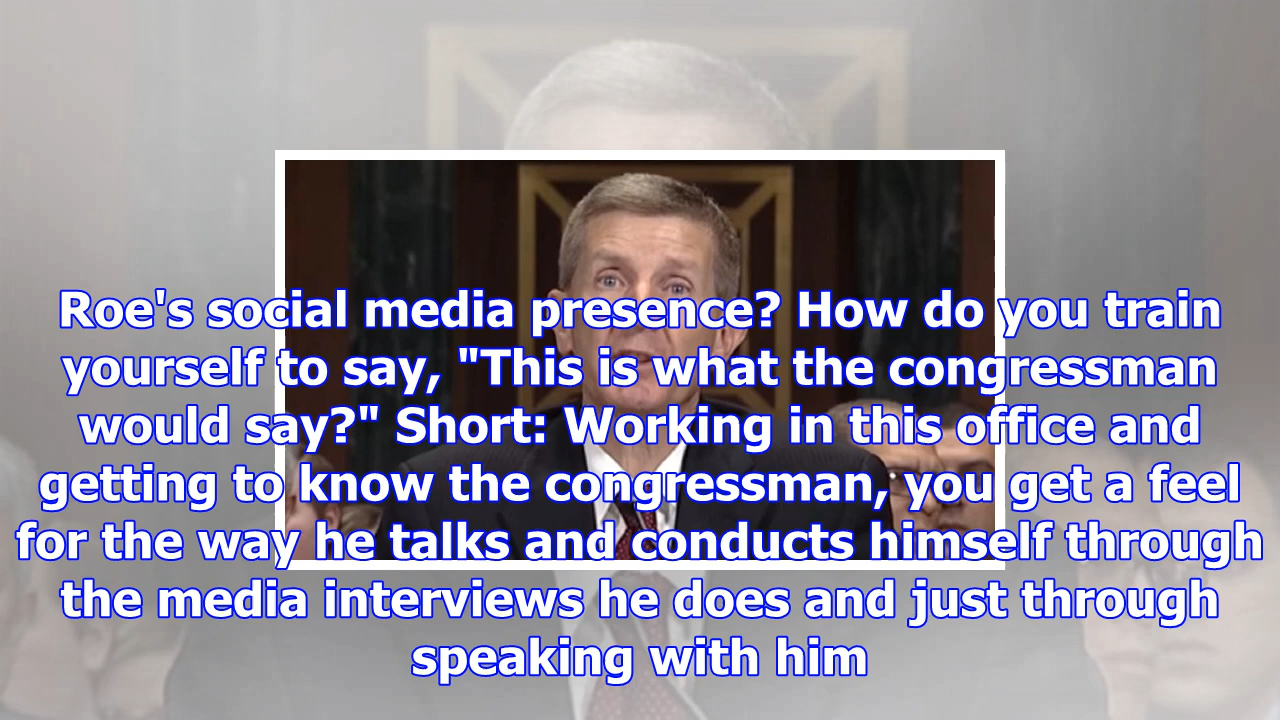 Roe's social media presence? How do you train
yourself to say, "This is what the congressman
would say?" Short: Working in this office and
getting to know the congressman, you get a feel
for the way he talks and conducts himself through
the media interviews he does and just through
speaking with him